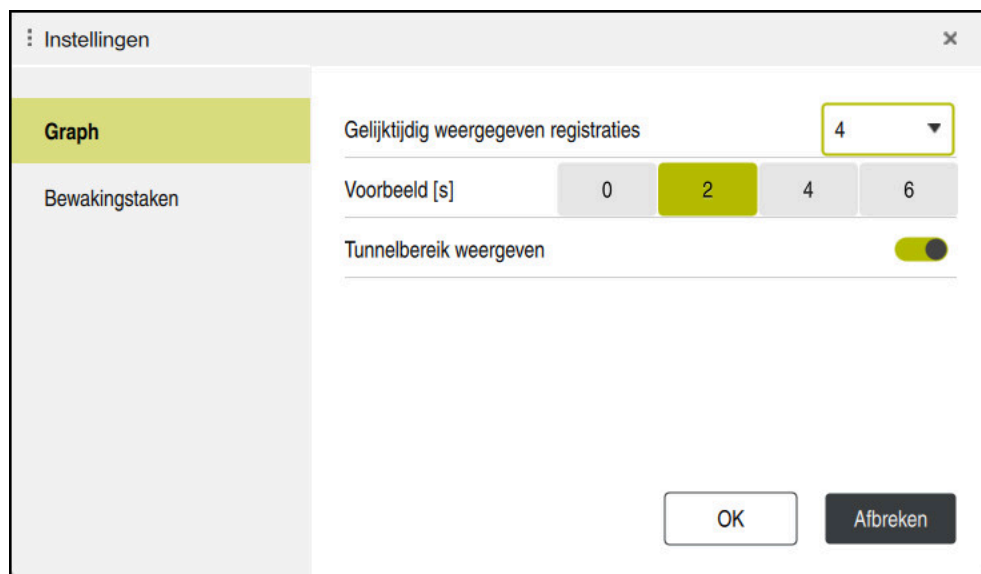 Instellingen
Graph
Bewakingstaken
Gelijktijdig weergegeven registraties 4
Voorbeeld [s] 0 2 4 6
Tunnelbereik weergeven
OK Afbreken